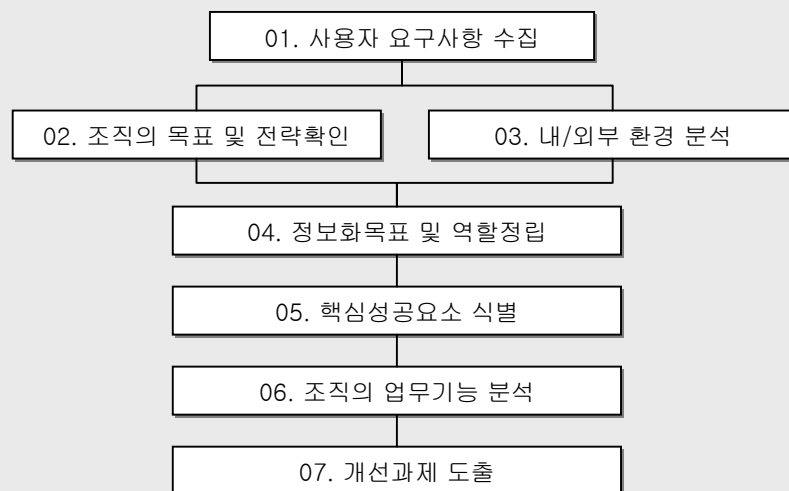 01. 사용자 요구사항 수집
02. 조직의 목표 및 전략확인
03. 내/외부 환경 분석
04. 정보화목표 및 역할정립
05. 핵심성공요소 식별
06. 조직의 업무기능 분석
07. 개선과제 도출